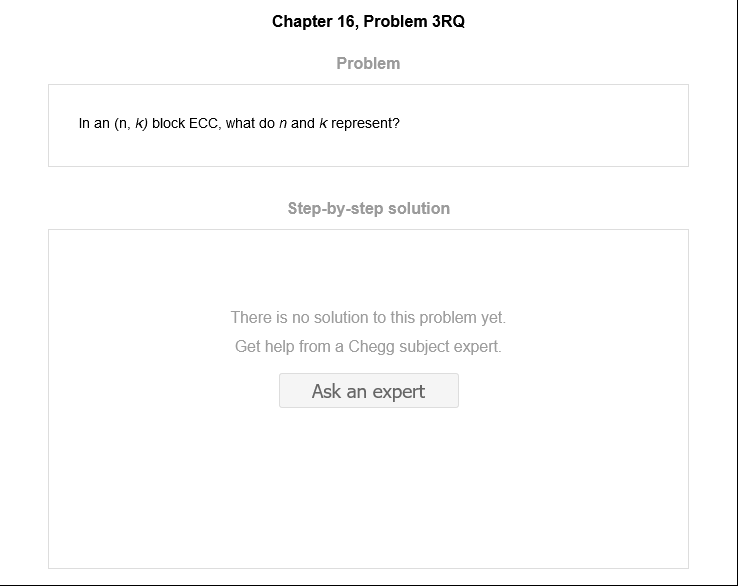 Chapter 16, Problem 3RQ
Problem
In an (n, k) block ECC, what do n and k represent?
Step-by-step solution
There is no solution to this problem yet.
Get help from a Chegg subject expert.
Ask an expert